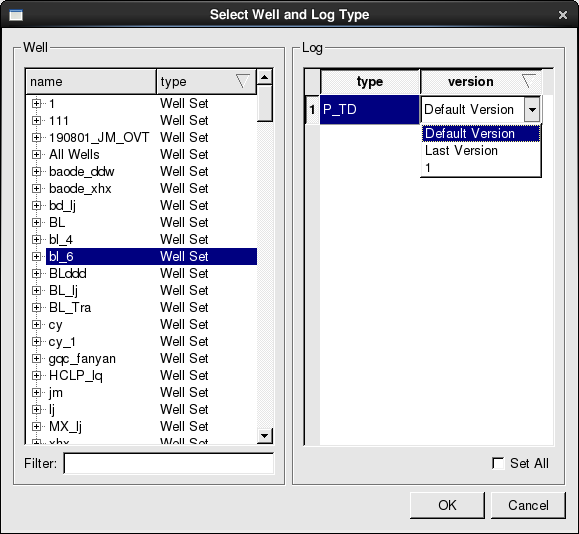 Select Well and Log Type
Well
name type
1 Well Set
111 Well Set
190801_JM_OVT Well Set
All Wells Well Set
baode_ddw Well Set
baode_xhx Well Set
bd_lj Well Set
BL Well Set
bl_4 Well Set
bl_6 Well Set
BLddd Well Set
BL_lj Well Set
BL_Tra Well Set
cy Well Set
cy_1 Well Set
gqc_fanyan Well Set
HCLP_lq Well Set
jm Well Set
lj Well Set
MX_lj Well Set
xhx Well Set
Filter:
Log
type version
1 P_TD Default Version
Default Version
Last Version
1
Set All
OK Cancel